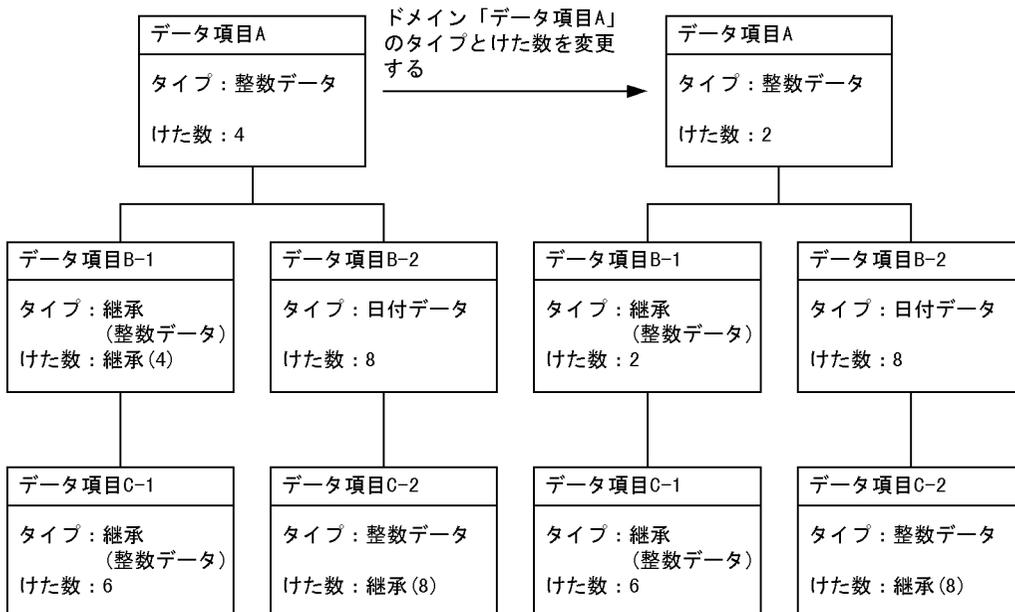 データ項目A
タイプ：整数データ
けた数：4
ドメイン「データ項目A」
のタイプとけた数を変更
する
データ項目A
タイプ：整数データ
けた数：2
データ項目B-1
タイプ：継承
(整数データ)
けた数：継承(4)
データ項目B-2
タイプ：日付データ
けた数：8
データ項目B-1
タイプ：継承
(整数データ)
けた数：2
データ項目B-2
タイプ：日付データ
けた数：8
データ項目C-1
タイプ：継承
(整数データ)
けた数：6
データ項目C-2
タイプ：整数データ
けた数：継承(8)
データ項目C-1
タイプ：継承
(整数データ)
けた数：6
データ項目C-2
タイプ：整数データ
けた数：継承(8)